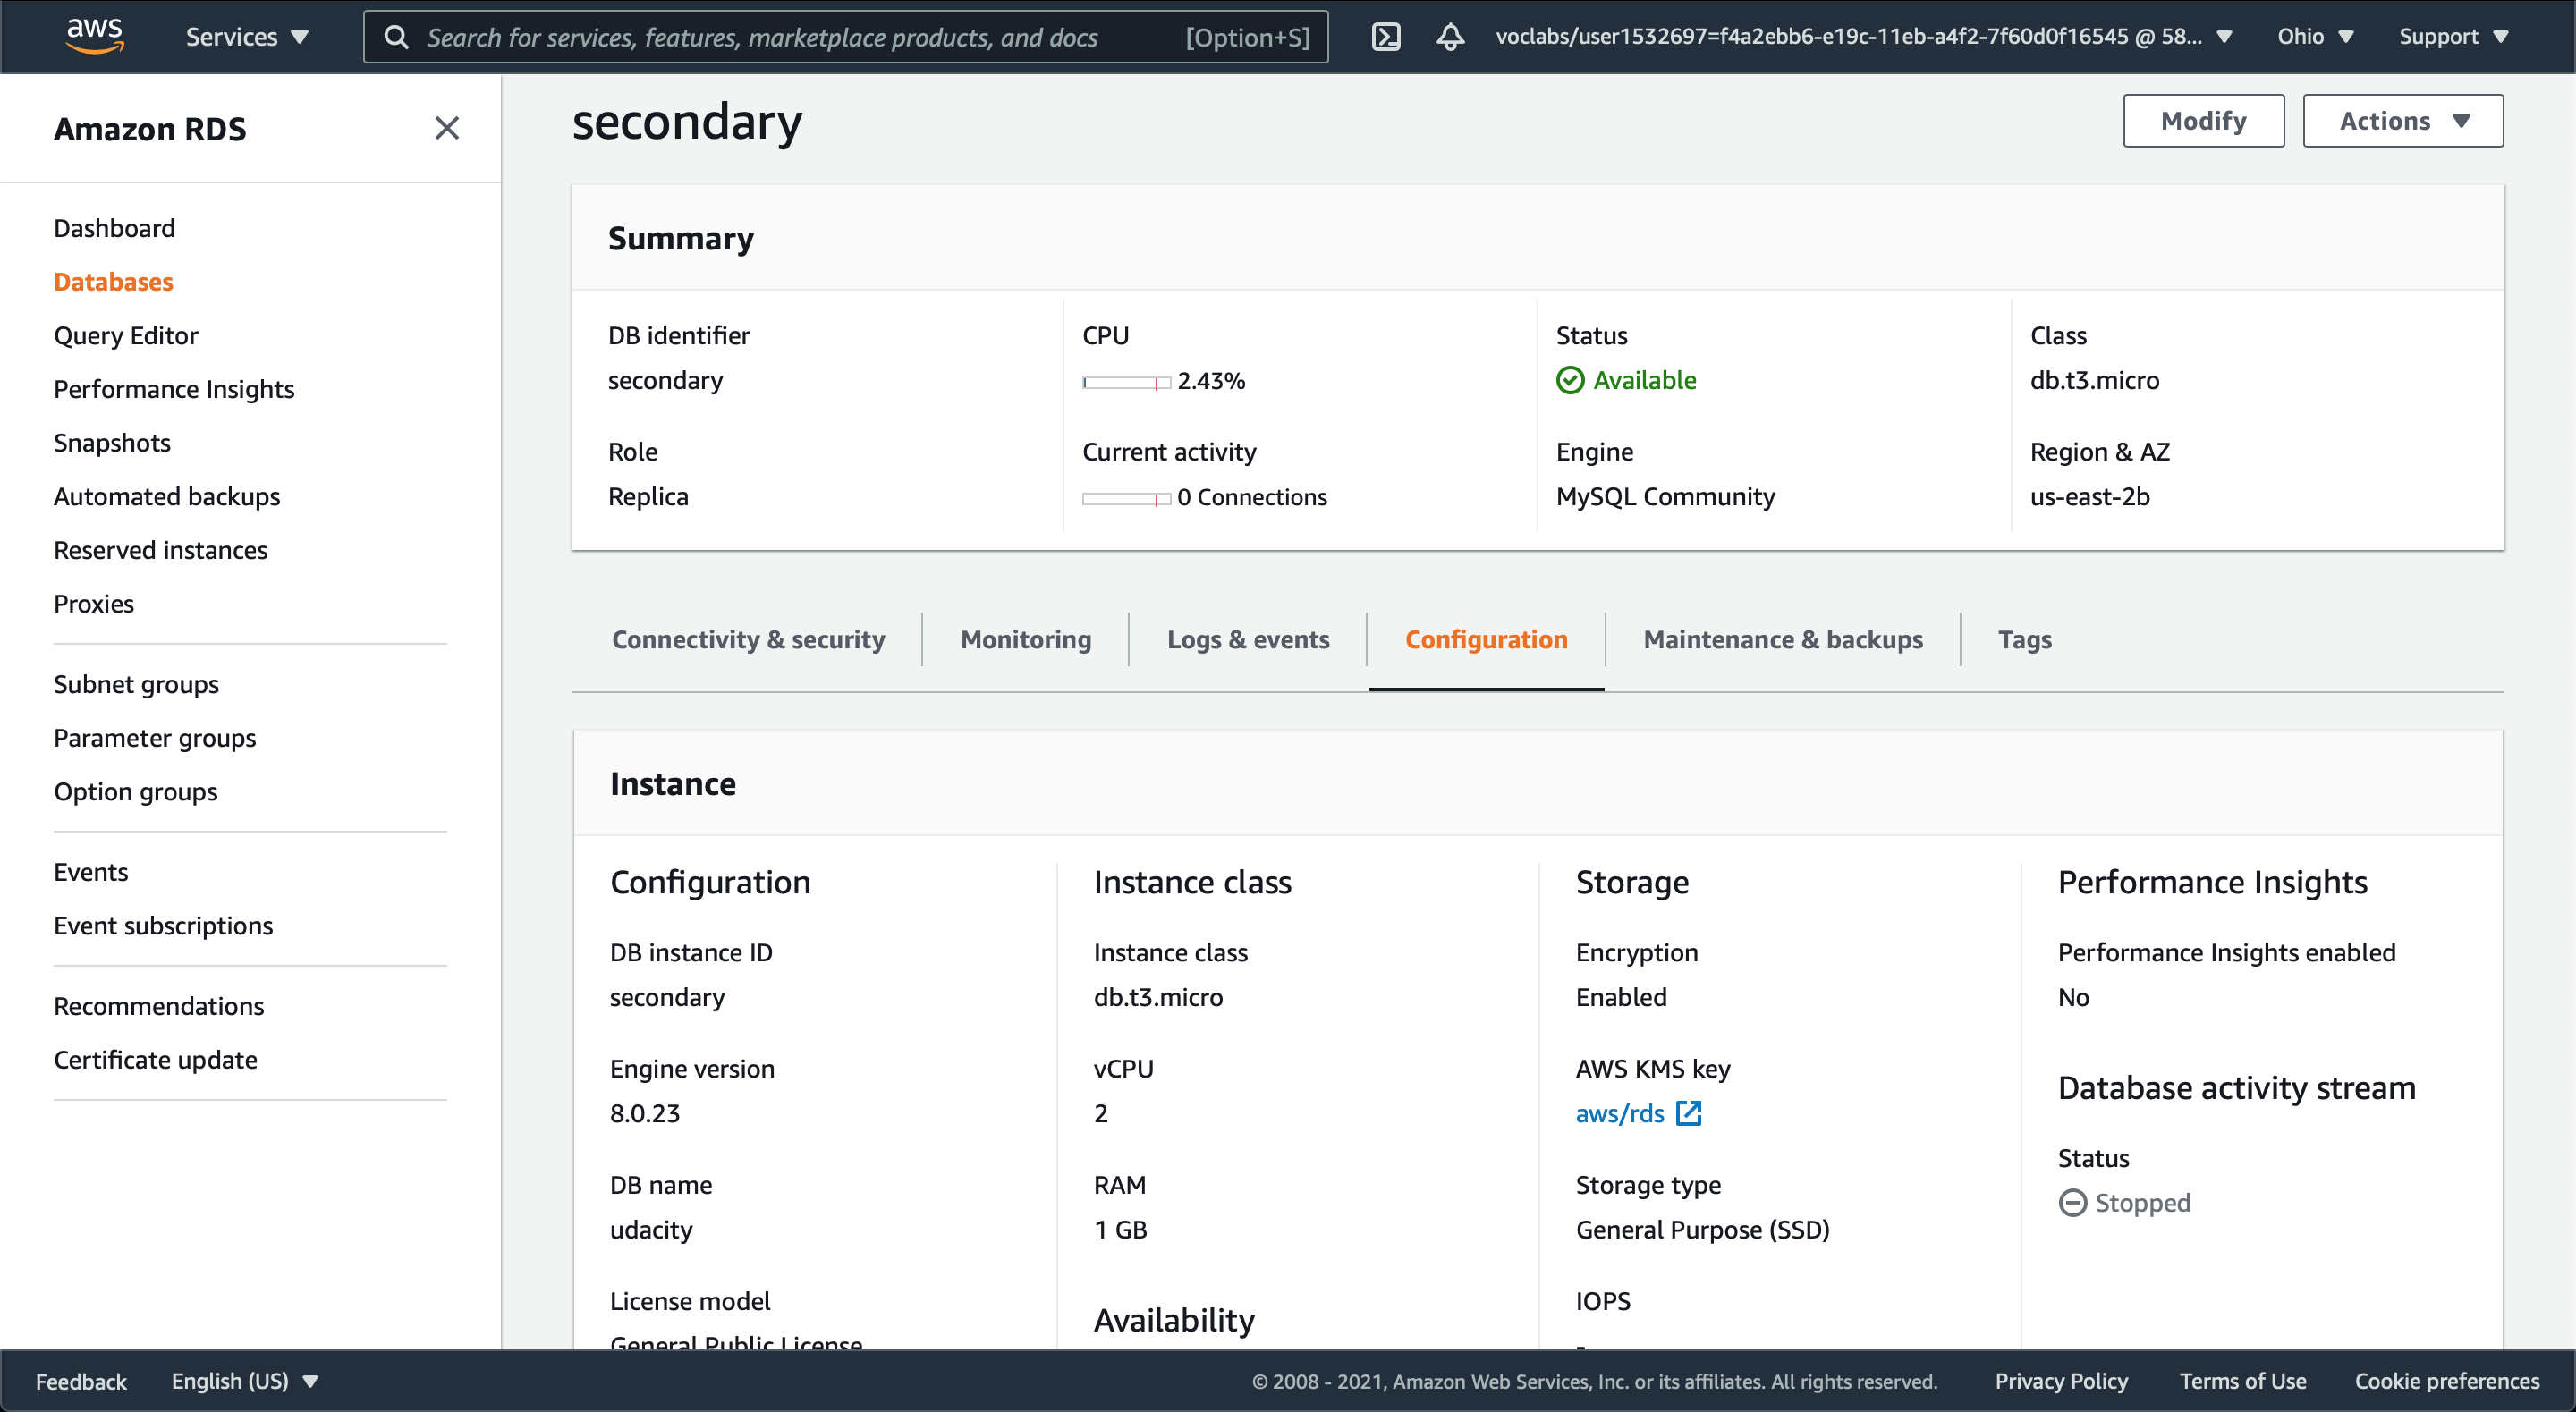 aws Services Search for services, features, marketplace products, and docs [Option+S] voclabs/user1532697=f4a2ebb6-e19c-11eb-a4f2-7f60d0f16545 @ 58... Ohio Support
Amazon RDS
Dashboard
Databases
Query Editor
Performance Insights
Snapshots
Automated backups
Reserved instances
Proxies
Subnet groups
Parameter groups
Option groups
Events
Event subscriptions
Recommendations
Certificate update
secondary
Modify Actions
Summary
DB identifier
secondary
Role
Replica
CPU
2.43%
Current activity
0 Connections
Status
Available
Engine
MySQL Community
Class
db.t3.micro
Region & AZ
us-east-2b
Connectivity & security Monitoring Logs & events Configuration Maintenance & backups Tags
Instance
Configuration
DB instance ID
secondary
Engine version
8.0.23
DB name
udacity
License model
General Public License
Instance class
Instance class
db.t3.micro
vCPU
2
RAM
1 GB
Availability
Storage
Encryption
Enabled
AWS KMS key
aws/rds
Storage type
General Purpose (SSD)
IOPS
-
Performance Insights
Performance Insights enabled
No
Database activity stream
Status
Stopped
Feedback English (US) © 2008 - 2021, Amazon Web Services, Inc. or its affiliates. All rights reserved. Privacy Policy Terms of Use Cookie preferences